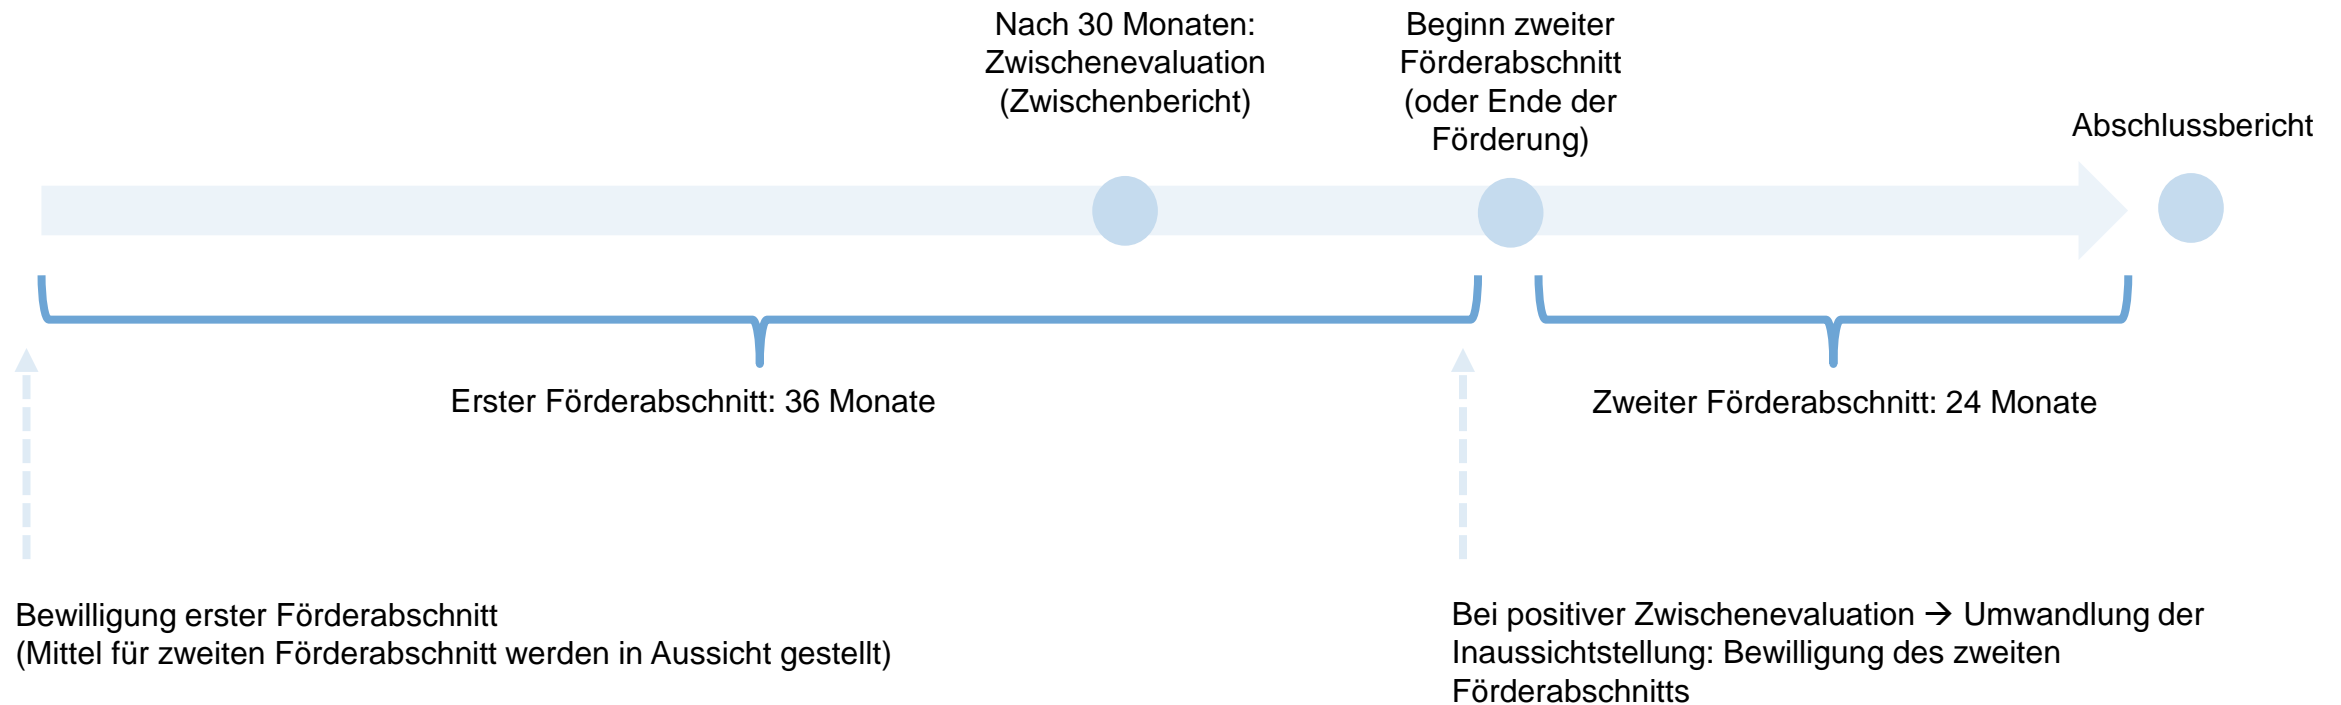 Nach 30 Monaten:
Zwischenevaluation
(Zwischenbericht)
Beginn zweiter
Förderabschnitt
(oder Ende der
Förderung)
Abschlussbericht
Erster Förderabschnitt: 36 Monate
Zweiter Förderabschnitt: 24 Monate
Bewilligung erster Förderabschnitt
(Mittel für zweiten Förderabschnitt werden in Aussicht gestellt)
Bei positiver Zwischenevaluation → Umwandlung der
Inaussichtstellung: Bewilligung des zweiten
Förderabschnitts